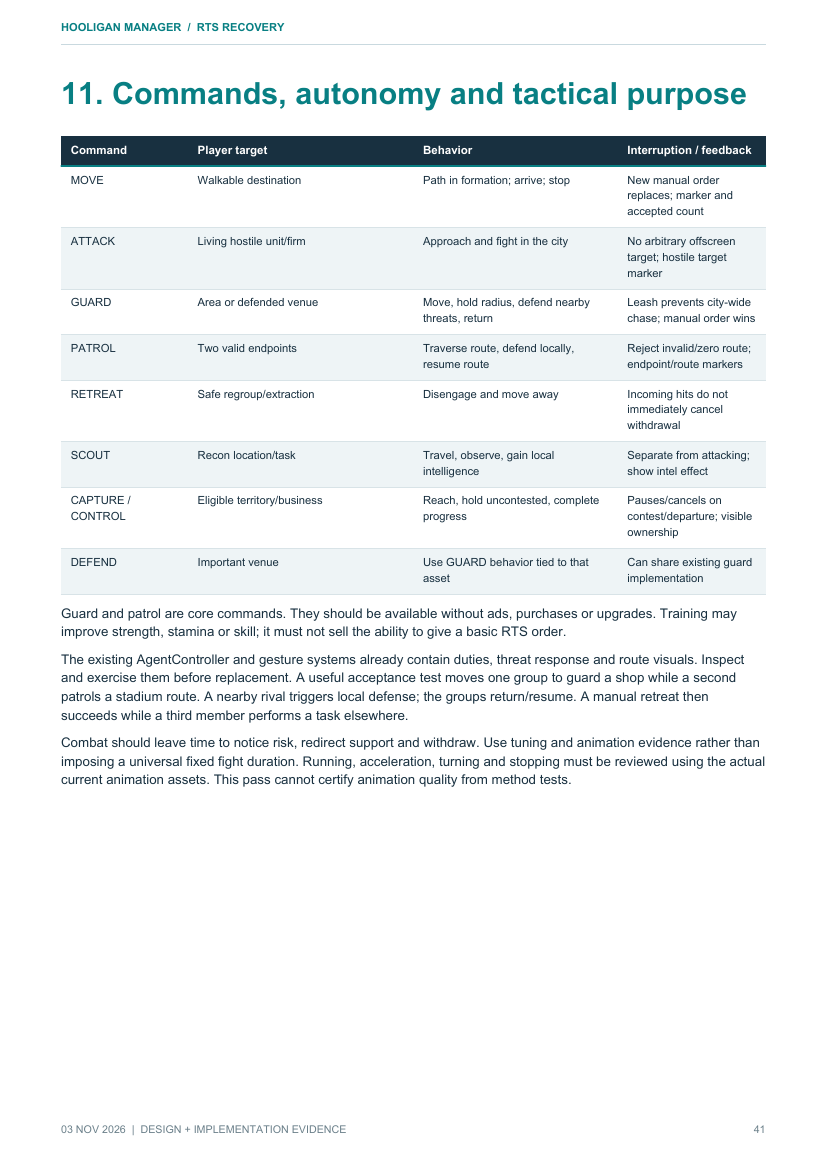 HOOLIGAN MANAGER / RTS RECOVERY
11. Commands, autonomy and tactical purpose
Command Player target Behavior Interruption / feedback
MOVE Walkable destination Path in formation; arrive; stop New manual order
replaces; marker and
accepted count
ATTACK Living hostile unit/firm Approach and fight in the city No arbitrary offscreen
target; hostile target
marker
GUARD Area or defended venue Move, hold radius, defend nearby Leash prevents city-wide
threats, return chase; manual order wins
PATROL Two valid endpoints Traverse route, defend locally, Reject invalid/zero route;
resume route endpoint/route markers
RETREAT Safe regroup/extraction Disengage and move away Incoming hits do not
immediately cancel
withdrawal
SCOUT Recon location/task Travel, observe, gain local Separate from attacking;
intelligence show intel effect
CAPTURE / Eligible territory/business Reach, hold uncontested, complete Pauses/cancels on
CONTROL progress contest/departure; visible
ownership
DEFEND Important venue Use GUARD behavior tied to that Can share existing guard
asset implementation
Guard and patrol are core commands. They should be available without ads, purchases or upgrades. Training may
improve strength, stamina or skill; it must not sell the ability to give a basic RTS order.
The existing AgentController and gesture systems already contain duties, threat response and route visuals. Inspect
and exercise them before replacement. A useful acceptance test moves one group to guard a shop while a second
patrols a stadium route. A nearby rival triggers local defense; the groups return/resume. A manual retreat then
succeeds while a third member performs a task elsewhere.
Combat should leave time to notice risk, redirect support and withdraw. Use tuning and animation evidence rather than
imposing a universal fixed fight duration. Running, acceleration, turning and stopping must be reviewed using the actual
current animation assets. This pass cannot certify animation quality from method tests.
03 NOV 2026 | DESIGN + IMPLEMENTATION EVIDENCE 41